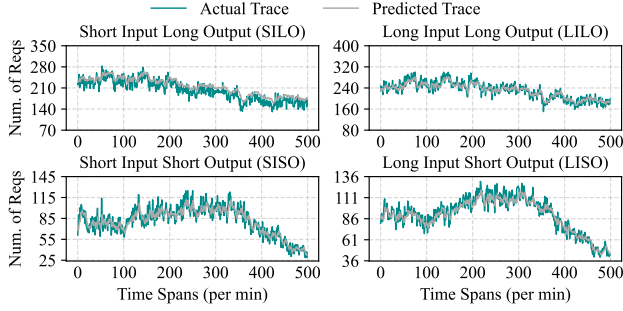 Actual Trace Predicted Trace
Short Input Long Output (SILO) Long Input Long Output (LILO)
Num. of Reqs
350
280
210
140
70
0 100 200 300 400 500
400
320
240
160
80
0 100 200 300 400 500
Short Input Short Output (SISO) Long Input Short Output (LISO)
Num. of Reqs
145
115
85
55
25
0 100 200 300 400 500
136
111
86
61
36
0 100 200 300 400 500
Time Spans (per min) Time Spans (per min)